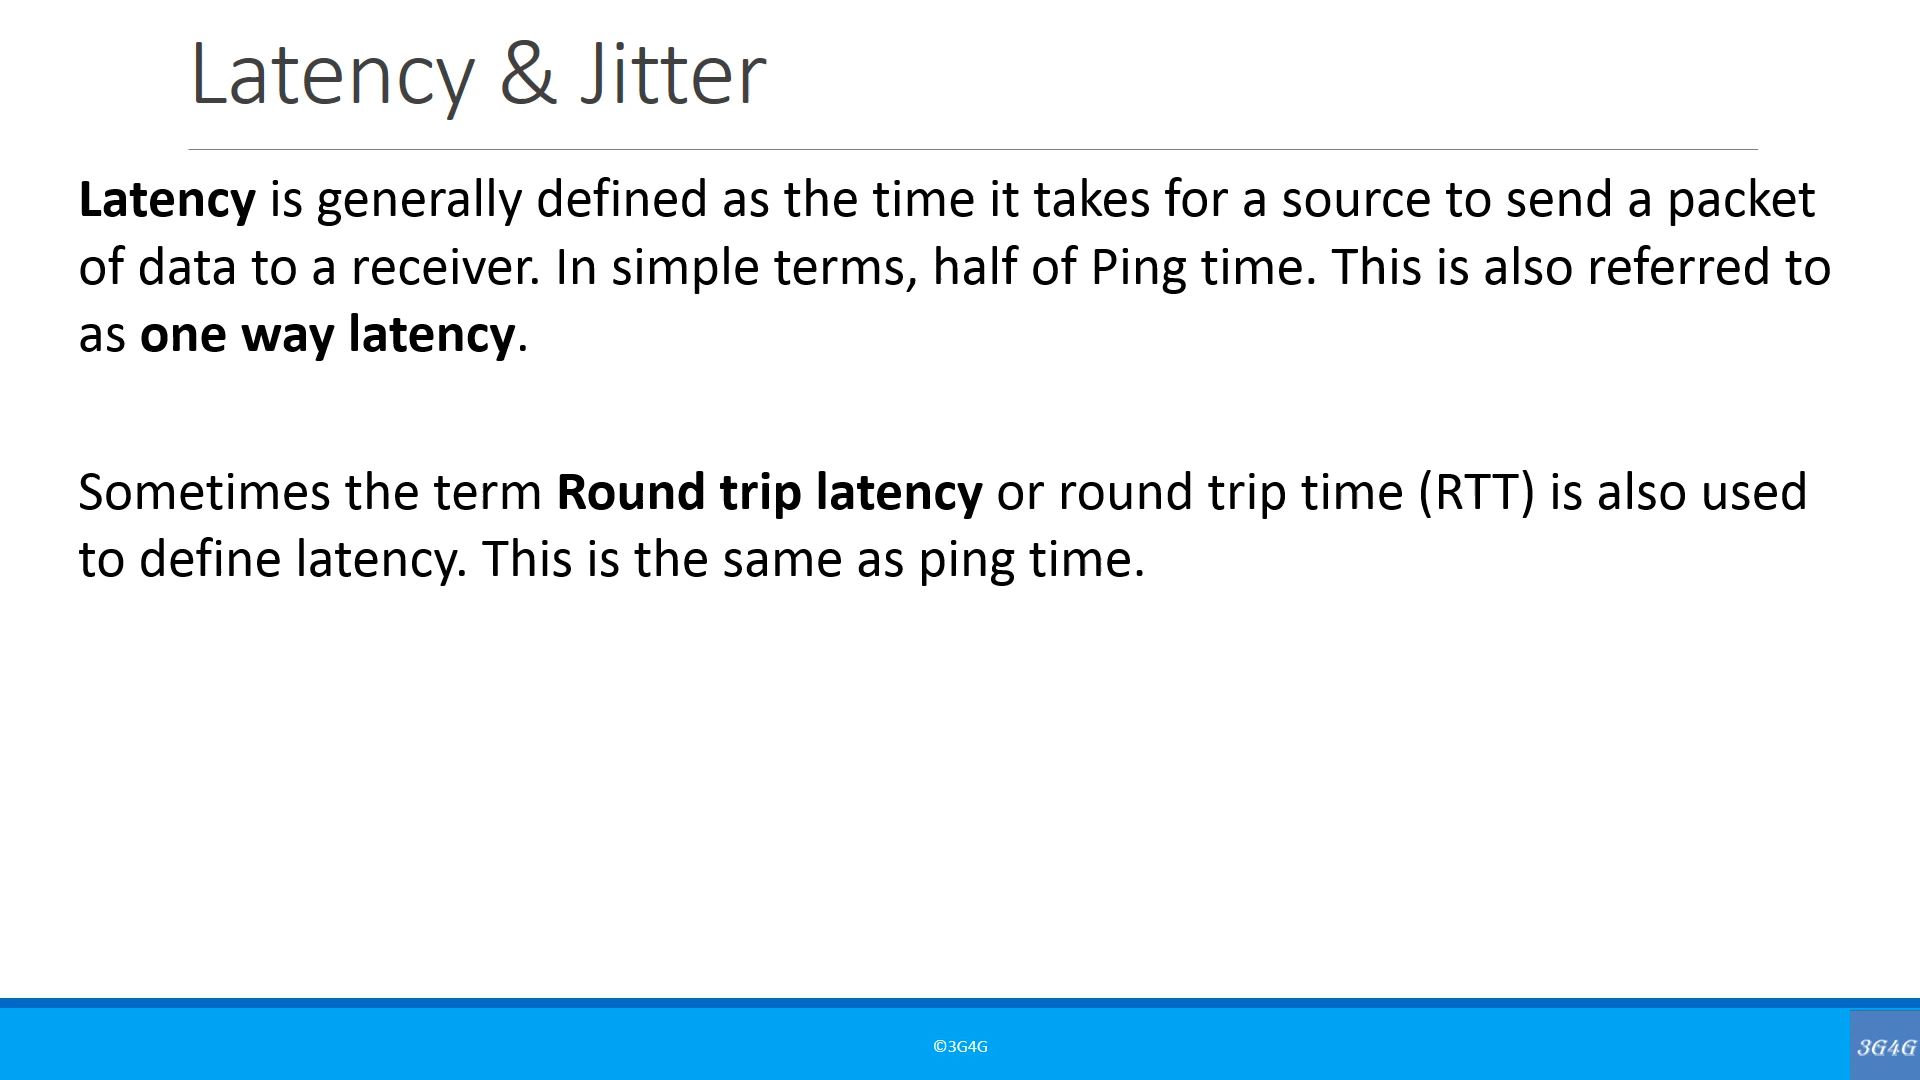 Latency & Jitter
Latency is generally defined as the time it takes for a source to send a packet
of data to a receiver. In simple terms, half of Ping time. This is also referred to
as one way latency.
Sometimes the term Round trip latency or round trip time (RTT) is also used
to define latency. This is the same as ping time.
©3G4G
3G4G